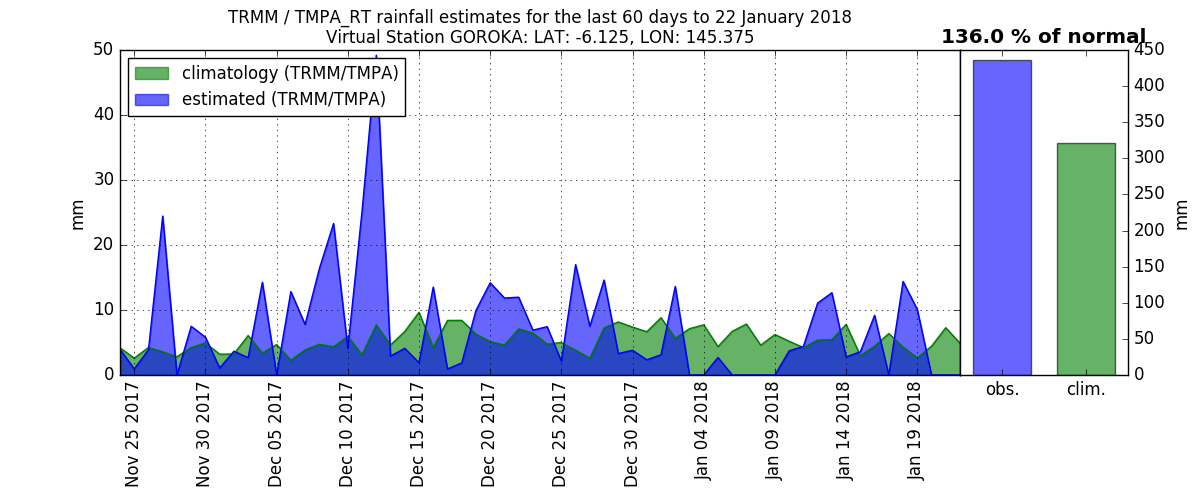 TRMM / TMPA_RT rainfall estimates for the last 60 days to 22 January 2018
Virtual Station GOROKA: LAT: -6.125, LON: 145.375
136.0 % of normal
climatology (TRMM/TMPA)
estimated (TRMM/TMPA)
50
40
30
20
10
0
mm
Nov 25 2017
Nov 30 2017
Dec 05 2017
Dec 10 2017
Dec 15 2017
Dec 20 2017
Dec 25 2017
Dec 30 2017
Jan 04 2018
Jan 09 2018
Jan 14 2018
Jan 19 2018
450
400
350
300
250
200
150
100
50
0
mm
obs.
clim.